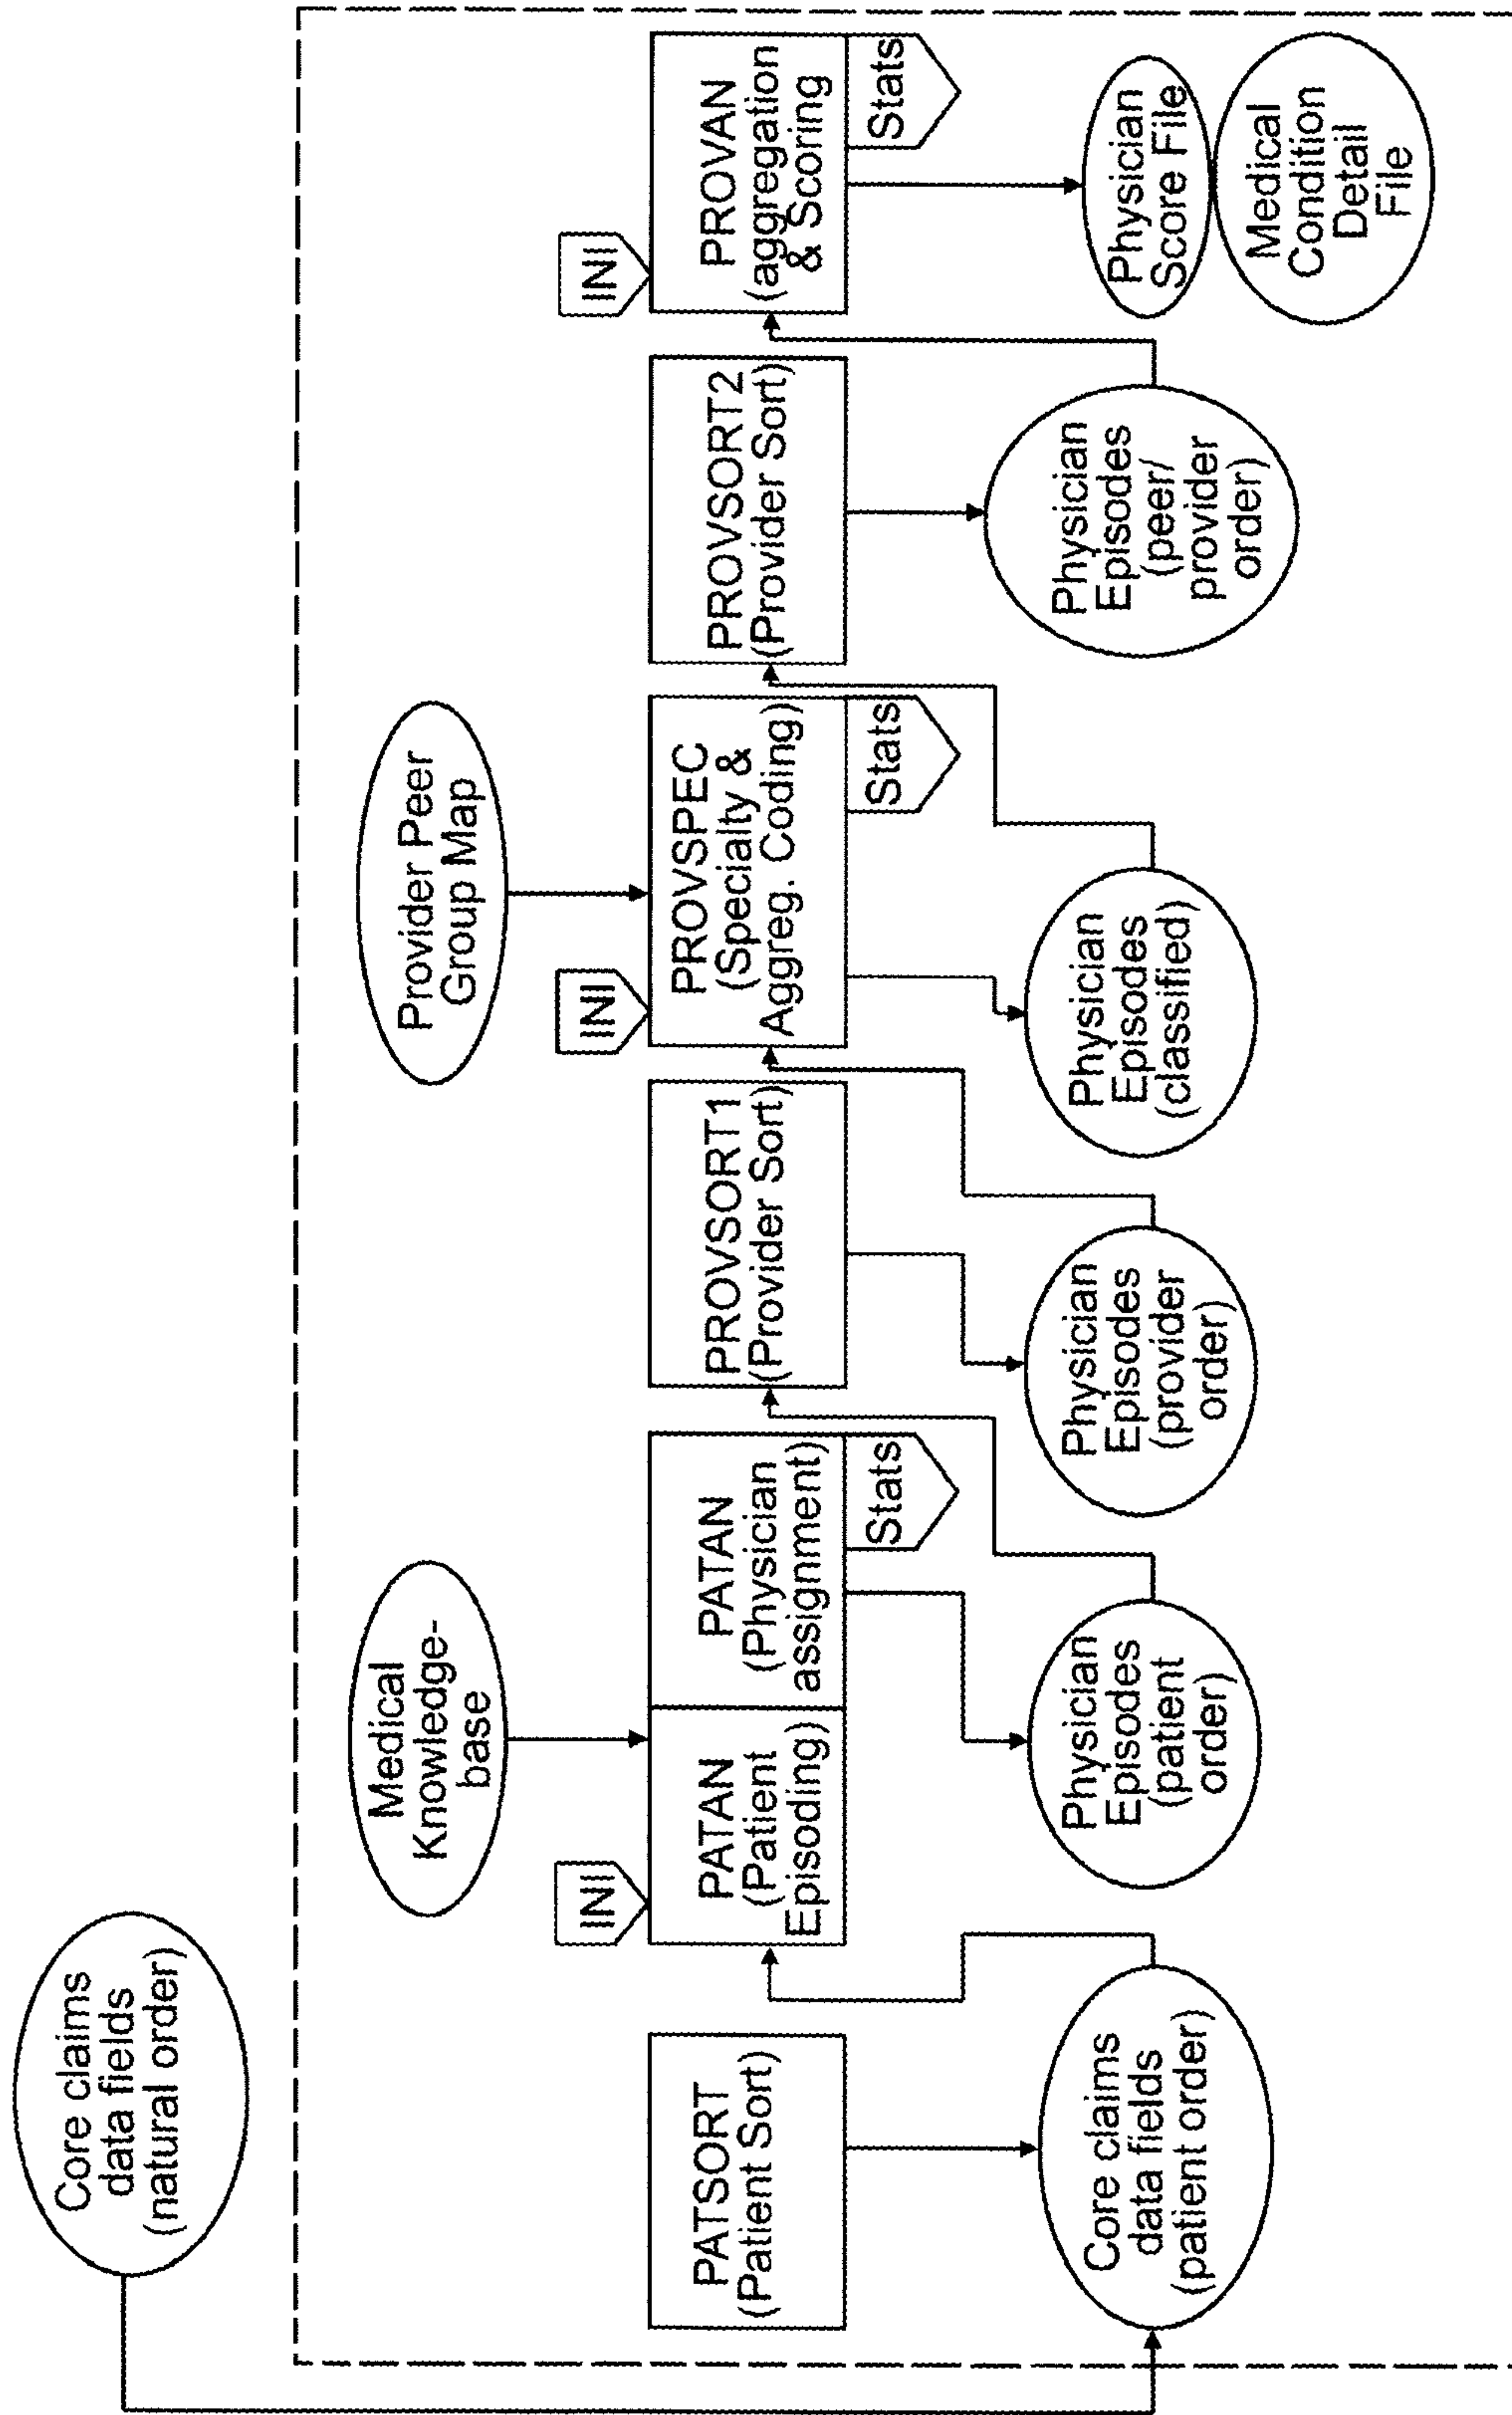 Core claims
data fields
(natural order)
Medical
Knowledge-
base
Provider Peer
Group Map
INI
INI
INI
PATSORT
(Patient Sort)
PATAN
(Patient
Episoding)
PATAN
(Physician
assignment)
Stats
PROVSORT1
(Provider Sort)
PROVSPEC
(Specialty &
Aggreg. Coding)
Stats
PROVSORT2
(Provider Sort)
PROVAN
(aggregation
& Scoring
Stats
Core claims
data fields
(patient order)
Physician
Episodes
(patient
order)
Physician
Episodes
(provider
order)
Physician
Episodes
(classified)
Physician
Episodes
(peer/
provider
order)
Physician
Score File
Medical
Condition
Detail
File